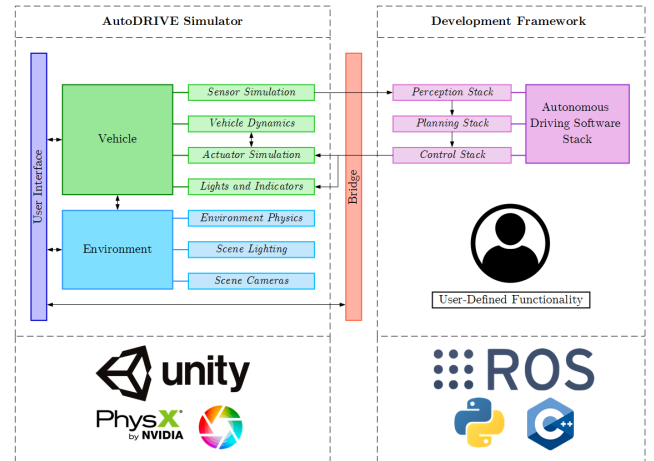 AutoDRIVE Simulator
Development Framework
User Interface
Vehicle
Sensor Simulation
Vehicle Dynamics
Actuator Simulation
Lights and Indicators
Environment
Environment Physics
Scene Lighting
Scene Cameras
Bridge
Perception Stack
Planning Stack
Control Stack
Autonomous
Driving Software
Stack
User-Defined Functionality
unity
PhysX
by NVIDIA
ROS
C++